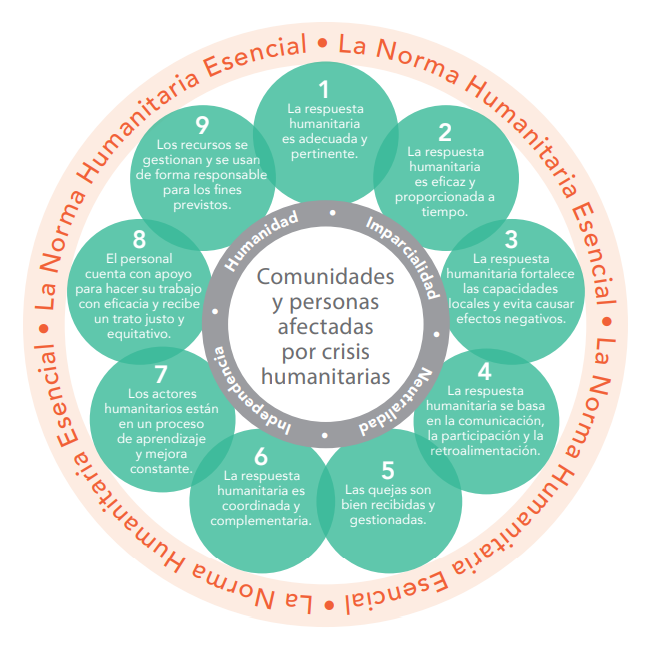 La Norma Humanitaria Esencial • La Norma Humanitaria Esencial • La Norma Humanitaria Esencial • La Norma Humanitaria Esencial •
1
La respuesta
humanitaria
es adecuada y
pertinente.
2
La respuesta
humanitaria
es eficaz y
proporcionada a
tiempo.
3
La respuesta
humanitaria fortalece
las capacidades
locales y evita causar
efectos negativos.
4
La respuesta
humanitaria se basa
en la comunicación,
la participación y la
retroalimentación.
5
Las quejas son
bien recibidas y
gestionadas.
6
La respuesta
humanitaria es
coordinada y
complementaria.
7
Los actores
humanitarios están
en un proceso
de aprendizaje
y mejora
constante.
8
El personal
cuenta con apoyo
para hacer su trabajo
con eficacia y recibe
un trato justo y
equitativo.
9
Los recursos se
gestionan y se usan
de forma responsable
para los fines
previstos.
Humanidad • Imparcialidad • Neutralidad • Independencia •
Comunidades
y personas
afectadas
por crisis
humanitarias